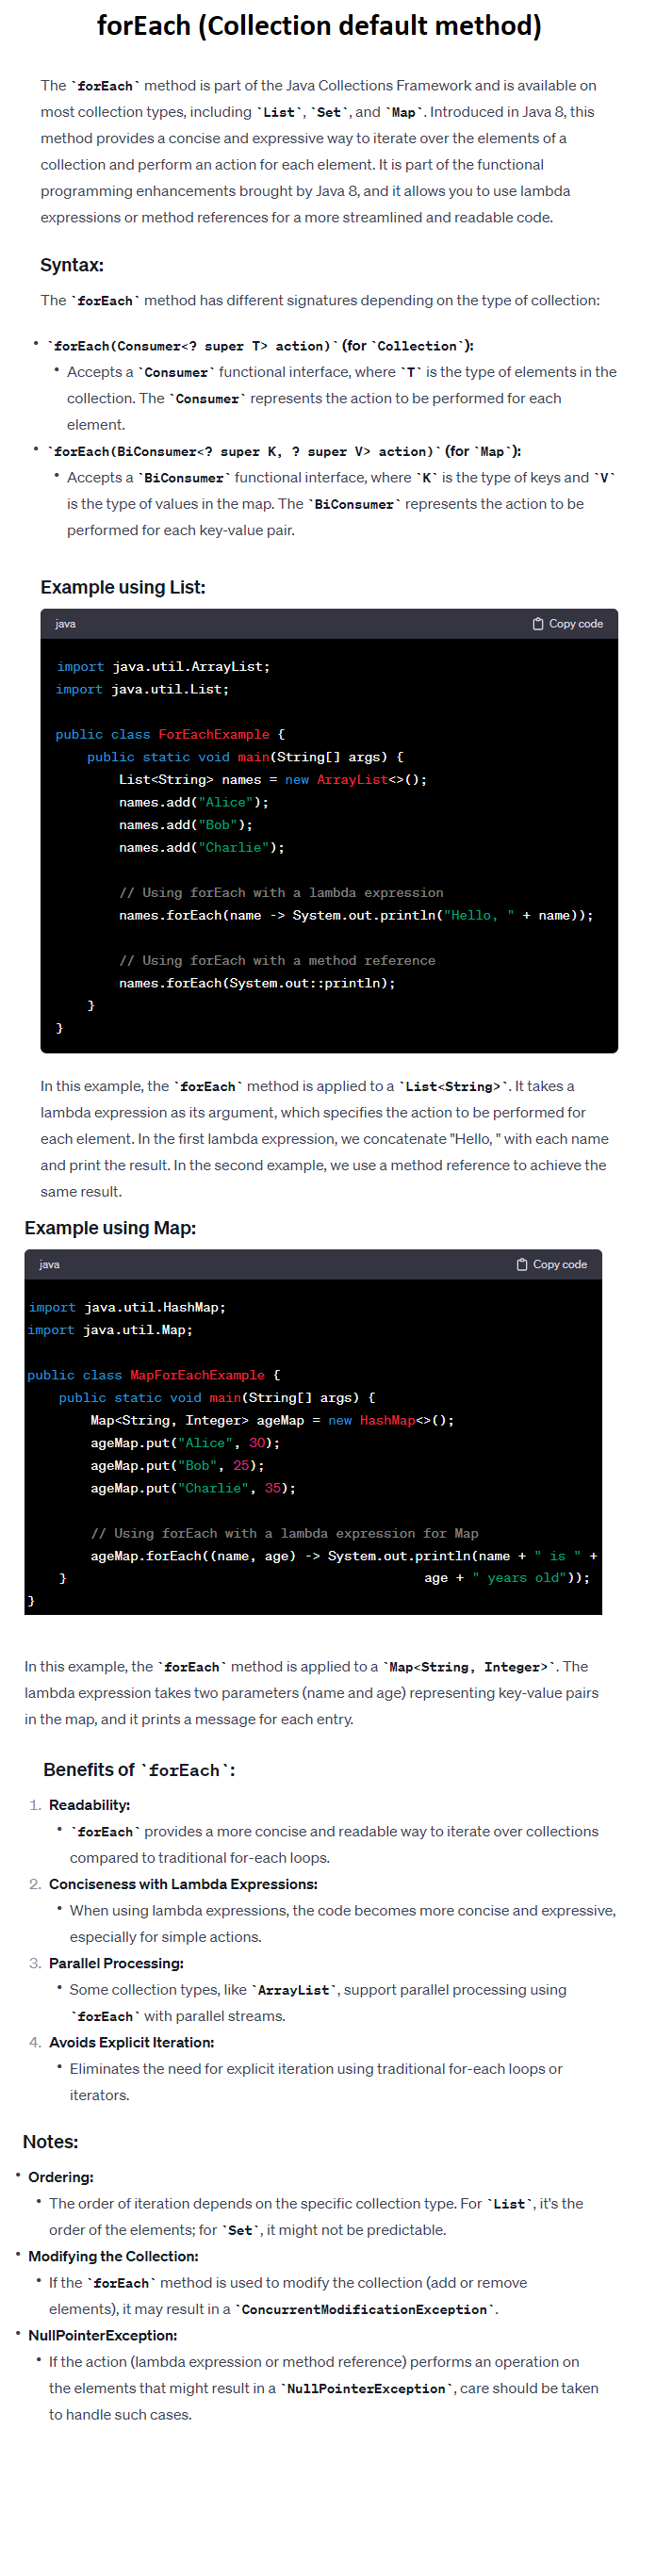 forEach (Collection default method)
The `forEach` method is part of the Java Collections Framework and is available on
most collection types, including `List`, `Set`, and `Map`. Introduced in Java 8, this
method provides a concise and expressive way to iterate over the elements of a
collection and perform an action for each element. It is part of the functional
programming enhancements brought by Java 8, and it allows you to use lambda
expressions or method references for a more streamlined and readable code.
Syntax:
The `forEach` method has different signatures depending on the type of collection:
• `forEach(Consumer<? super T> action)` (for `Collection`):
• Accepts a `Consumer` functional interface, where `T` is the type of elements in the
collection. The `Consumer` represents the action to be performed for each
element.
• `forEach(BiConsumer<? super K, ? super V> action)` (for `Map`):
• Accepts a `BiConsumer` functional interface, where `K` is the type of keys and `V`
is the type of values in the map. The `BiConsumer` represents the action to be
performed for each key-value pair.
Example using List:
java Copy code
import java.util.ArrayList;
import java.util.List;
public class ForEachExample {
    public static void main(String[] args) {
        List<String> names = new ArrayList<>();
        names.add("Alice");
        names.add("Bob");
        names.add("Charlie");
        // Using forEach with a lambda expression
        names.forEach(name -> System.out.println("Hello, " + name));
        // Using forEach with a method reference
        names.forEach(System.out::println);
    }
}
In this example, the `forEach` method is applied to a `List<String>`. It takes a
lambda expression as its argument, which specifies the action to be performed for
each element. In the first lambda expression, we concatenate "Hello, " with each name
and print the result. In the second example, we use a method reference to achieve the
same result.
Example using Map:
java Copy code
import java.util.HashMap;
import java.util.Map;
public class MapForEachExample {
    public static void main(String[] args) {
        Map<String, Integer> ageMap = new HashMap<>();
        ageMap.put("Alice", 30);
        ageMap.put("Bob", 25);
        ageMap.put("Charlie", 35);
        // Using forEach with a lambda expression for Map
        ageMap.forEach((name, age) -> System.out.println(name + " is " +
    } age + " years old"));
}
In this example, the `forEach` method is applied to a `Map<String, Integer>`. The
lambda expression takes two parameters (name and age) representing key-value pairs
in the map, and it prints a message for each entry.
Benefits of `forEach`:
1. Readability:
• `forEach` provides a more concise and readable way to iterate over collections
compared to traditional for-each loops.
2. Conciseness with Lambda Expressions:
• When using lambda expressions, the code becomes more concise and expressive,
especially for simple actions.
3. Parallel Processing:
• Some collection types, like `ArrayList`, support parallel processing using
`forEach` with parallel streams.
4. Avoids Explicit Iteration:
• Eliminates the need for explicit iteration using traditional for-each loops or
iterators.
Notes:
• Ordering:
• The order of iteration depends on the specific collection type. For `List`, it's the
order of the elements; for `Set`, it might not be predictable.
• Modifying the Collection:
• If the `forEach` method is used to modify the collection (add or remove
elements), it may result in a `ConcurrentModificationException`.
• NullPointerException:
• If the action (lambda expression or method reference) performs an operation on
the elements that might result in a `NullPointerException`, care should be taken
to handle such cases.